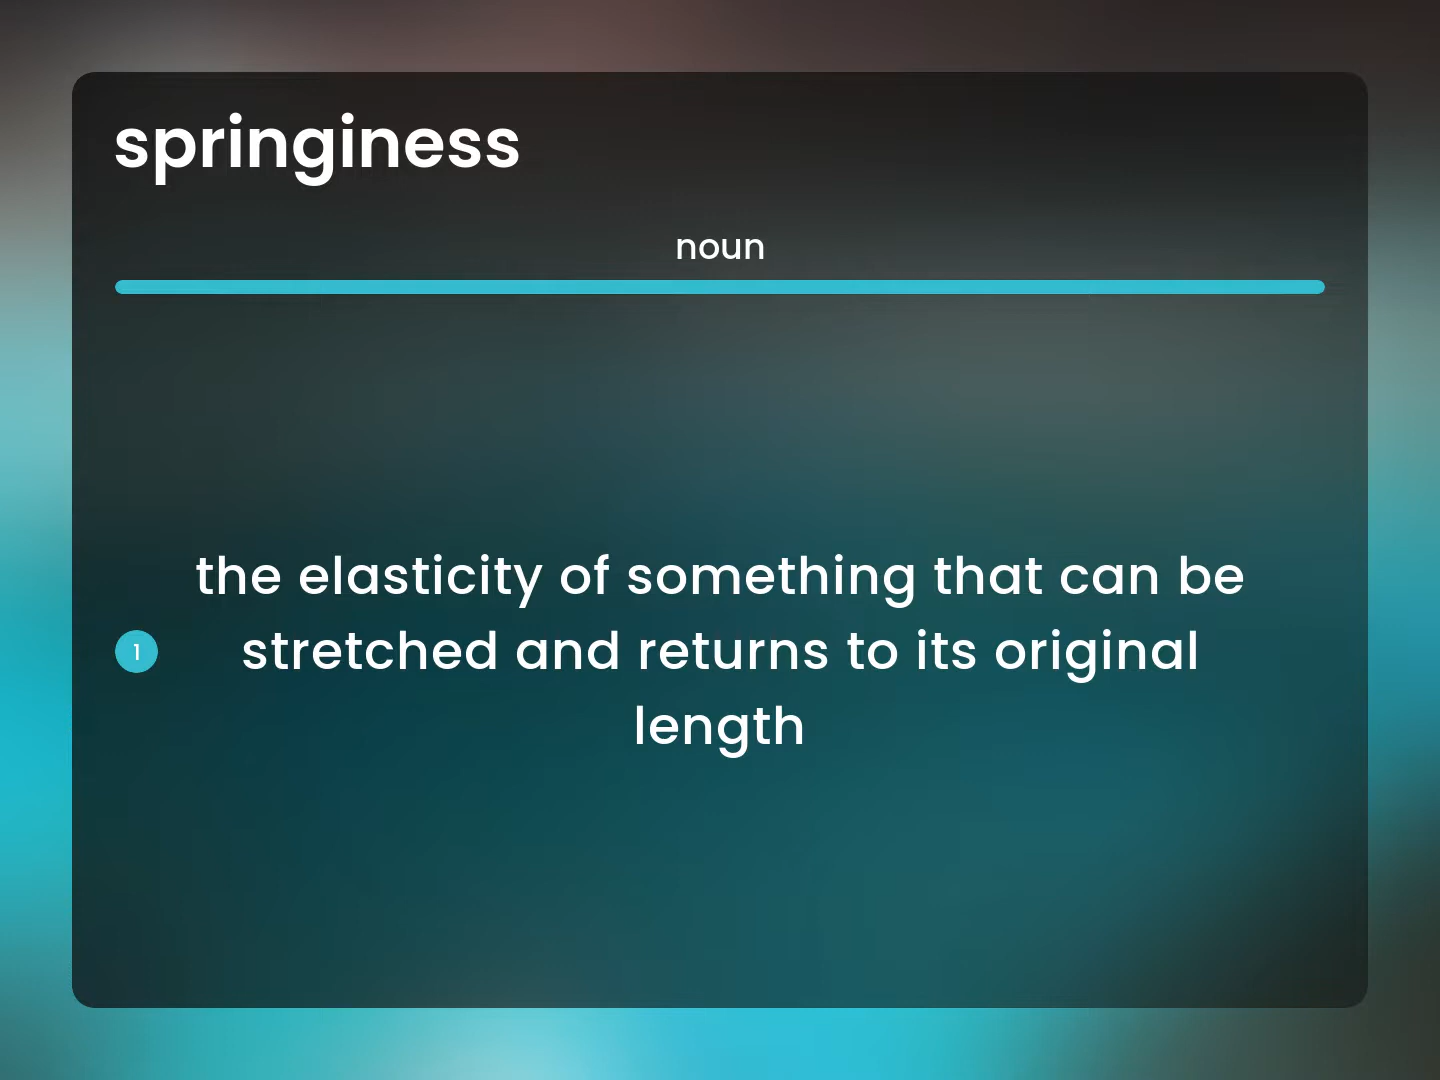 springiness
noun
the elasticity of something that can be
1
stretched and returns to its original
length